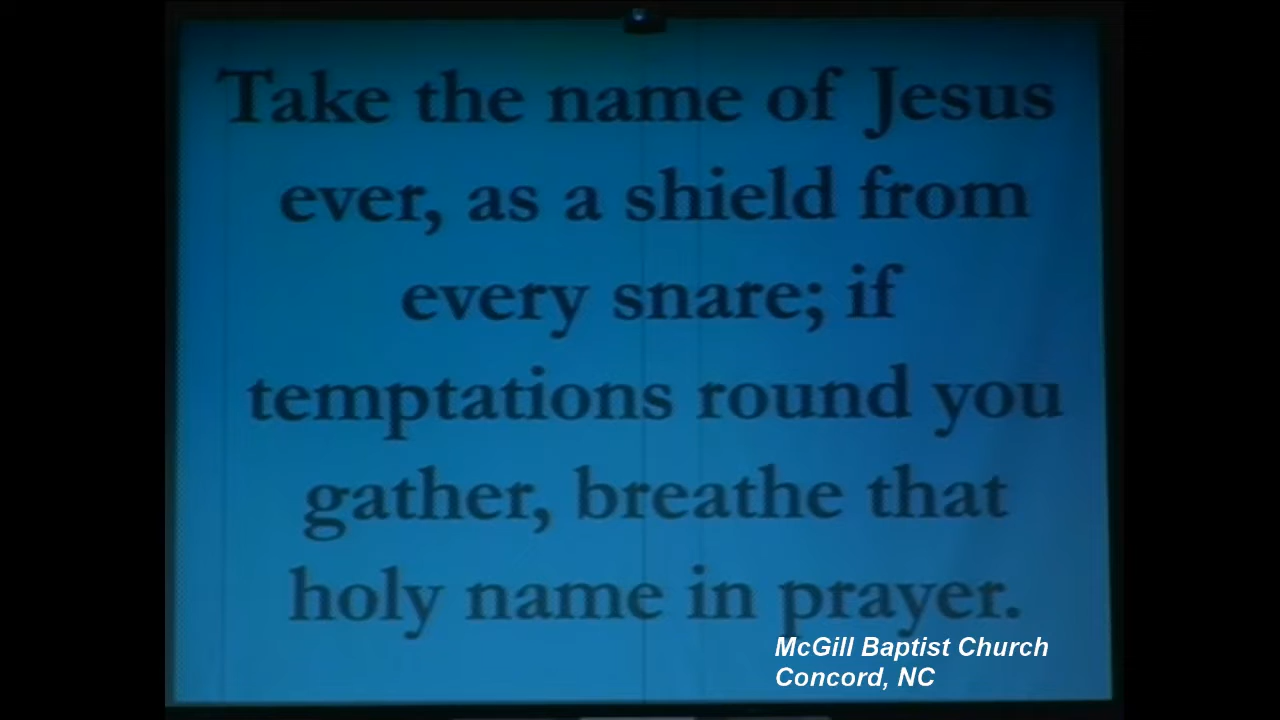 Take the name of Jesus
ever, as a shield from
every snare; if
temptations round you
gather, breathe that
holy name in prayer.
McGill Baptist Church
Concord, NC